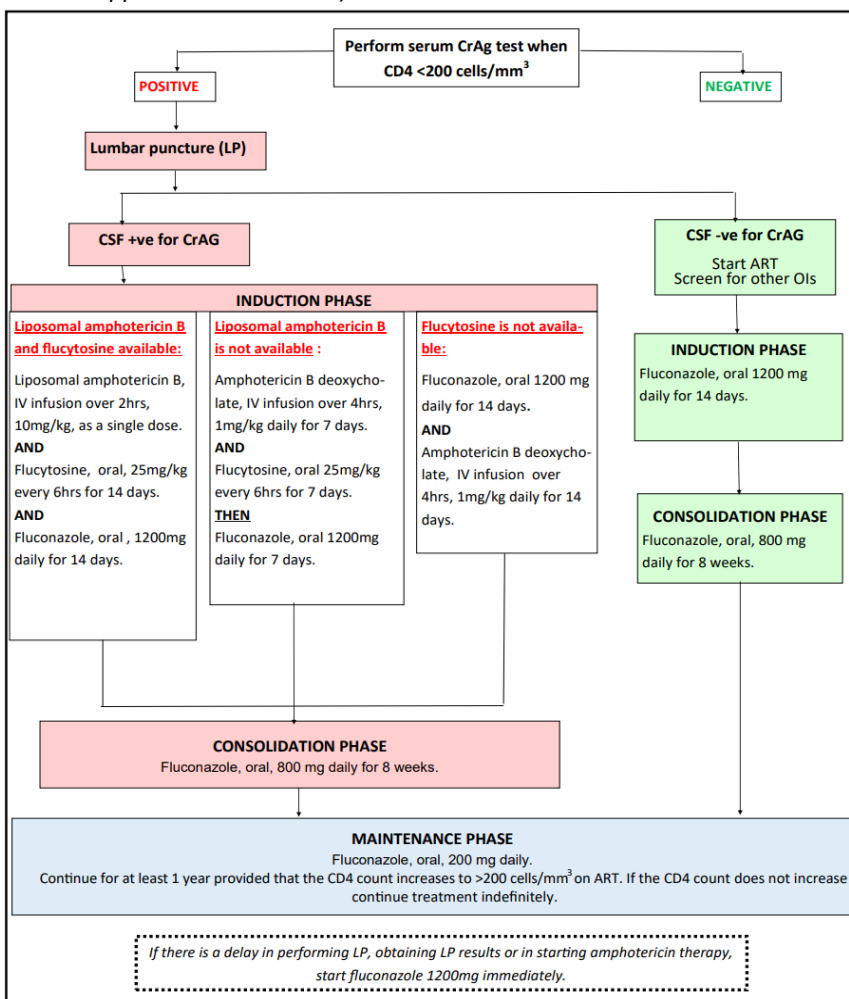 Perform serum CrAg test when
CD4 <200 cells/mm³
POSITIVE
NEGATIVE
Lumbar puncture (LP)
CSF +ve for CrAG
CSF -ve for CrAG
Start ART
Screen for other OIs
INDUCTION PHASE
Liposomal amphotericin B
and flucytosine available:
Liposomal amphotericin B,
IV infusion over 2hrs,
10mg/kg, as a single dose.
AND
Flucytosine, oral, 25mg/kg
every 6hrs for 14 days.
AND
Fluconazole, oral , 1200mg
daily for 14 days.
Liposomal amphotericin B
is not available :
Amphotericin B deoxycho-
late, IV infusion over 4hrs,
1mg/kg daily for 7 days.
AND
Flucytosine, oral 25mg/kg
every 6hrs for 7 days.
THEN
Fluconazole, oral 1200mg
daily for 7 days.
Flucytosine is not availa-
ble:
Fluconazole, oral 1200 mg
daily for 14 days.
AND
Amphotericin B deoxycho-
late, IV infusion over
4hrs, 1mg/kg daily for 14
days.
INDUCTION PHASE
Fluconazole, oral 1200 mg
daily for 14 days.
CONSOLIDATION PHASE
Fluconazole, oral, 800 mg
daily for 8 weeks.
CONSOLIDATION PHASE
Fluconazole, oral, 800 mg daily for 8 weeks.
MAINTENANCE PHASE
Fluconazole, oral, 200 mg daily.
Continue for at least 1 year provided that the CD4 count increases to >200 cells/mm³ on ART. If the CD4 count does not increase
continue treatment indefinitely.
If there is a delay in performing LP, obtaining LP results or in starting amphotericin therapy,
start fluconazole 1200mg immediately.